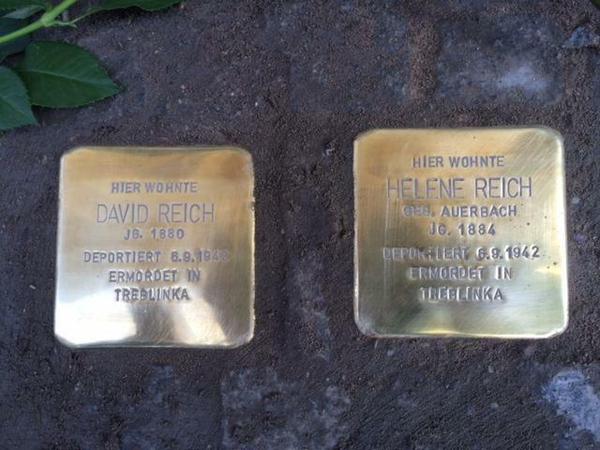 HIER WOHNTE
DAVID REICH
JG. 1880
DEPORTIERT 6.9.1942
ERMORDET IN
TREBLINKA
HIER WOHNTE
HELENE REICH
GEB. AUERBACH
JG. 1884
DEPORTIERT 6.9.1942
ERMORDET IN
TREBLINKA